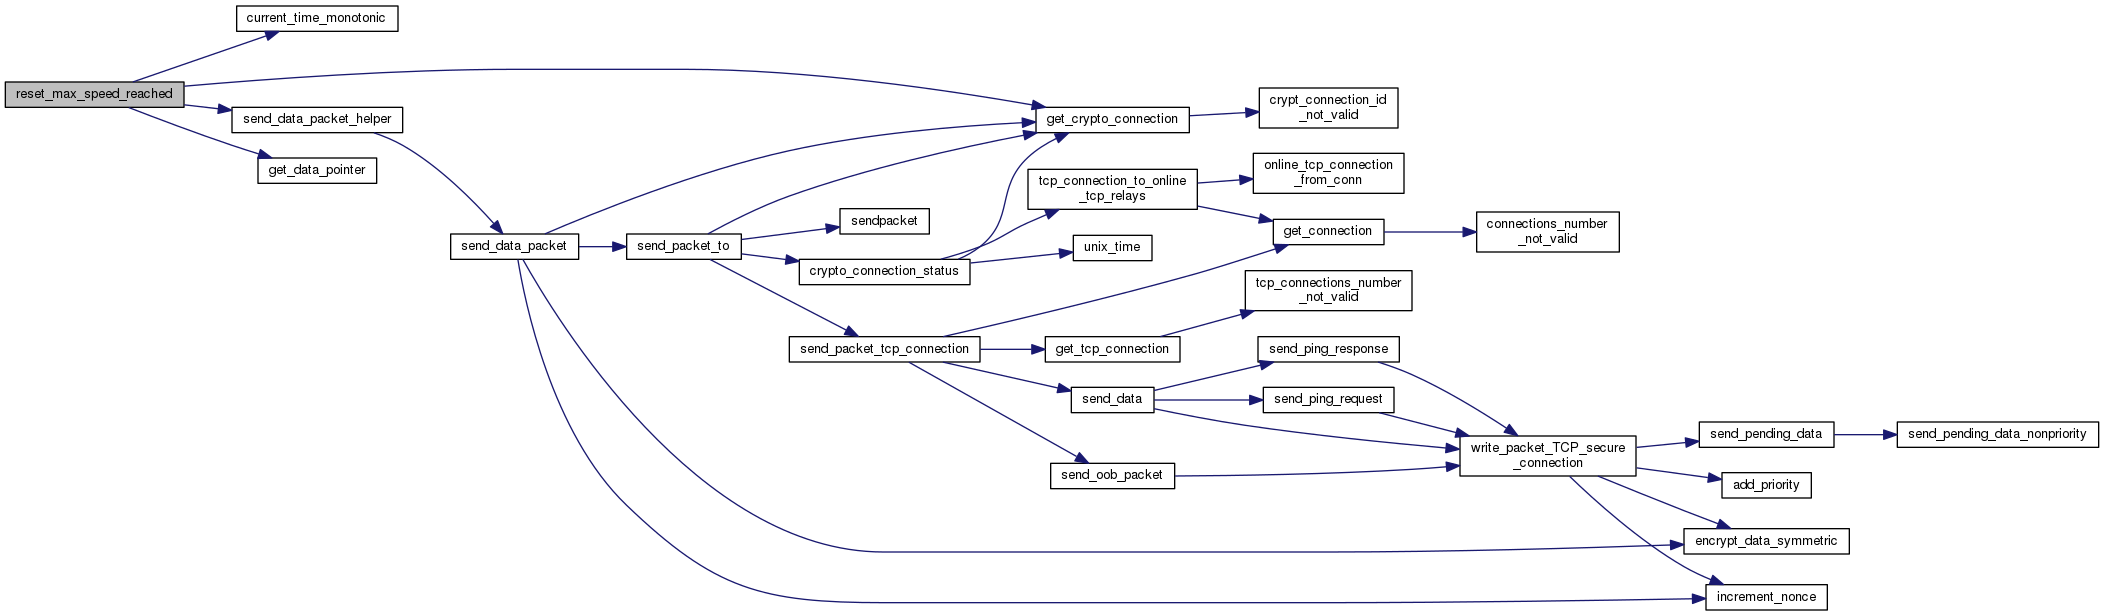 current_time_monotonic
reset_max_speed_reached
send_data_packet_helper
get_data_pointer
send_data_packet
send_packet_to
sendpacket
crypto_connection_status
send_packet_tcp_connection
get_crypto_connection
tcp_connection_to_online
_tcp_relays
unix_time
get_tcp_connection
send_data
send_oob_packet
crypt_connection_id
_not_valid
online_tcp_connection
_from_conn
get_connection
tcp_connections_number
_not_valid
send_ping_response
send_ping_request
connections_number
_not_valid
write_packet_TCP_secure
_connection
send_pending_data
add_priority
encrypt_data_symmetric
increment_nonce
send_pending_data_nonpriority